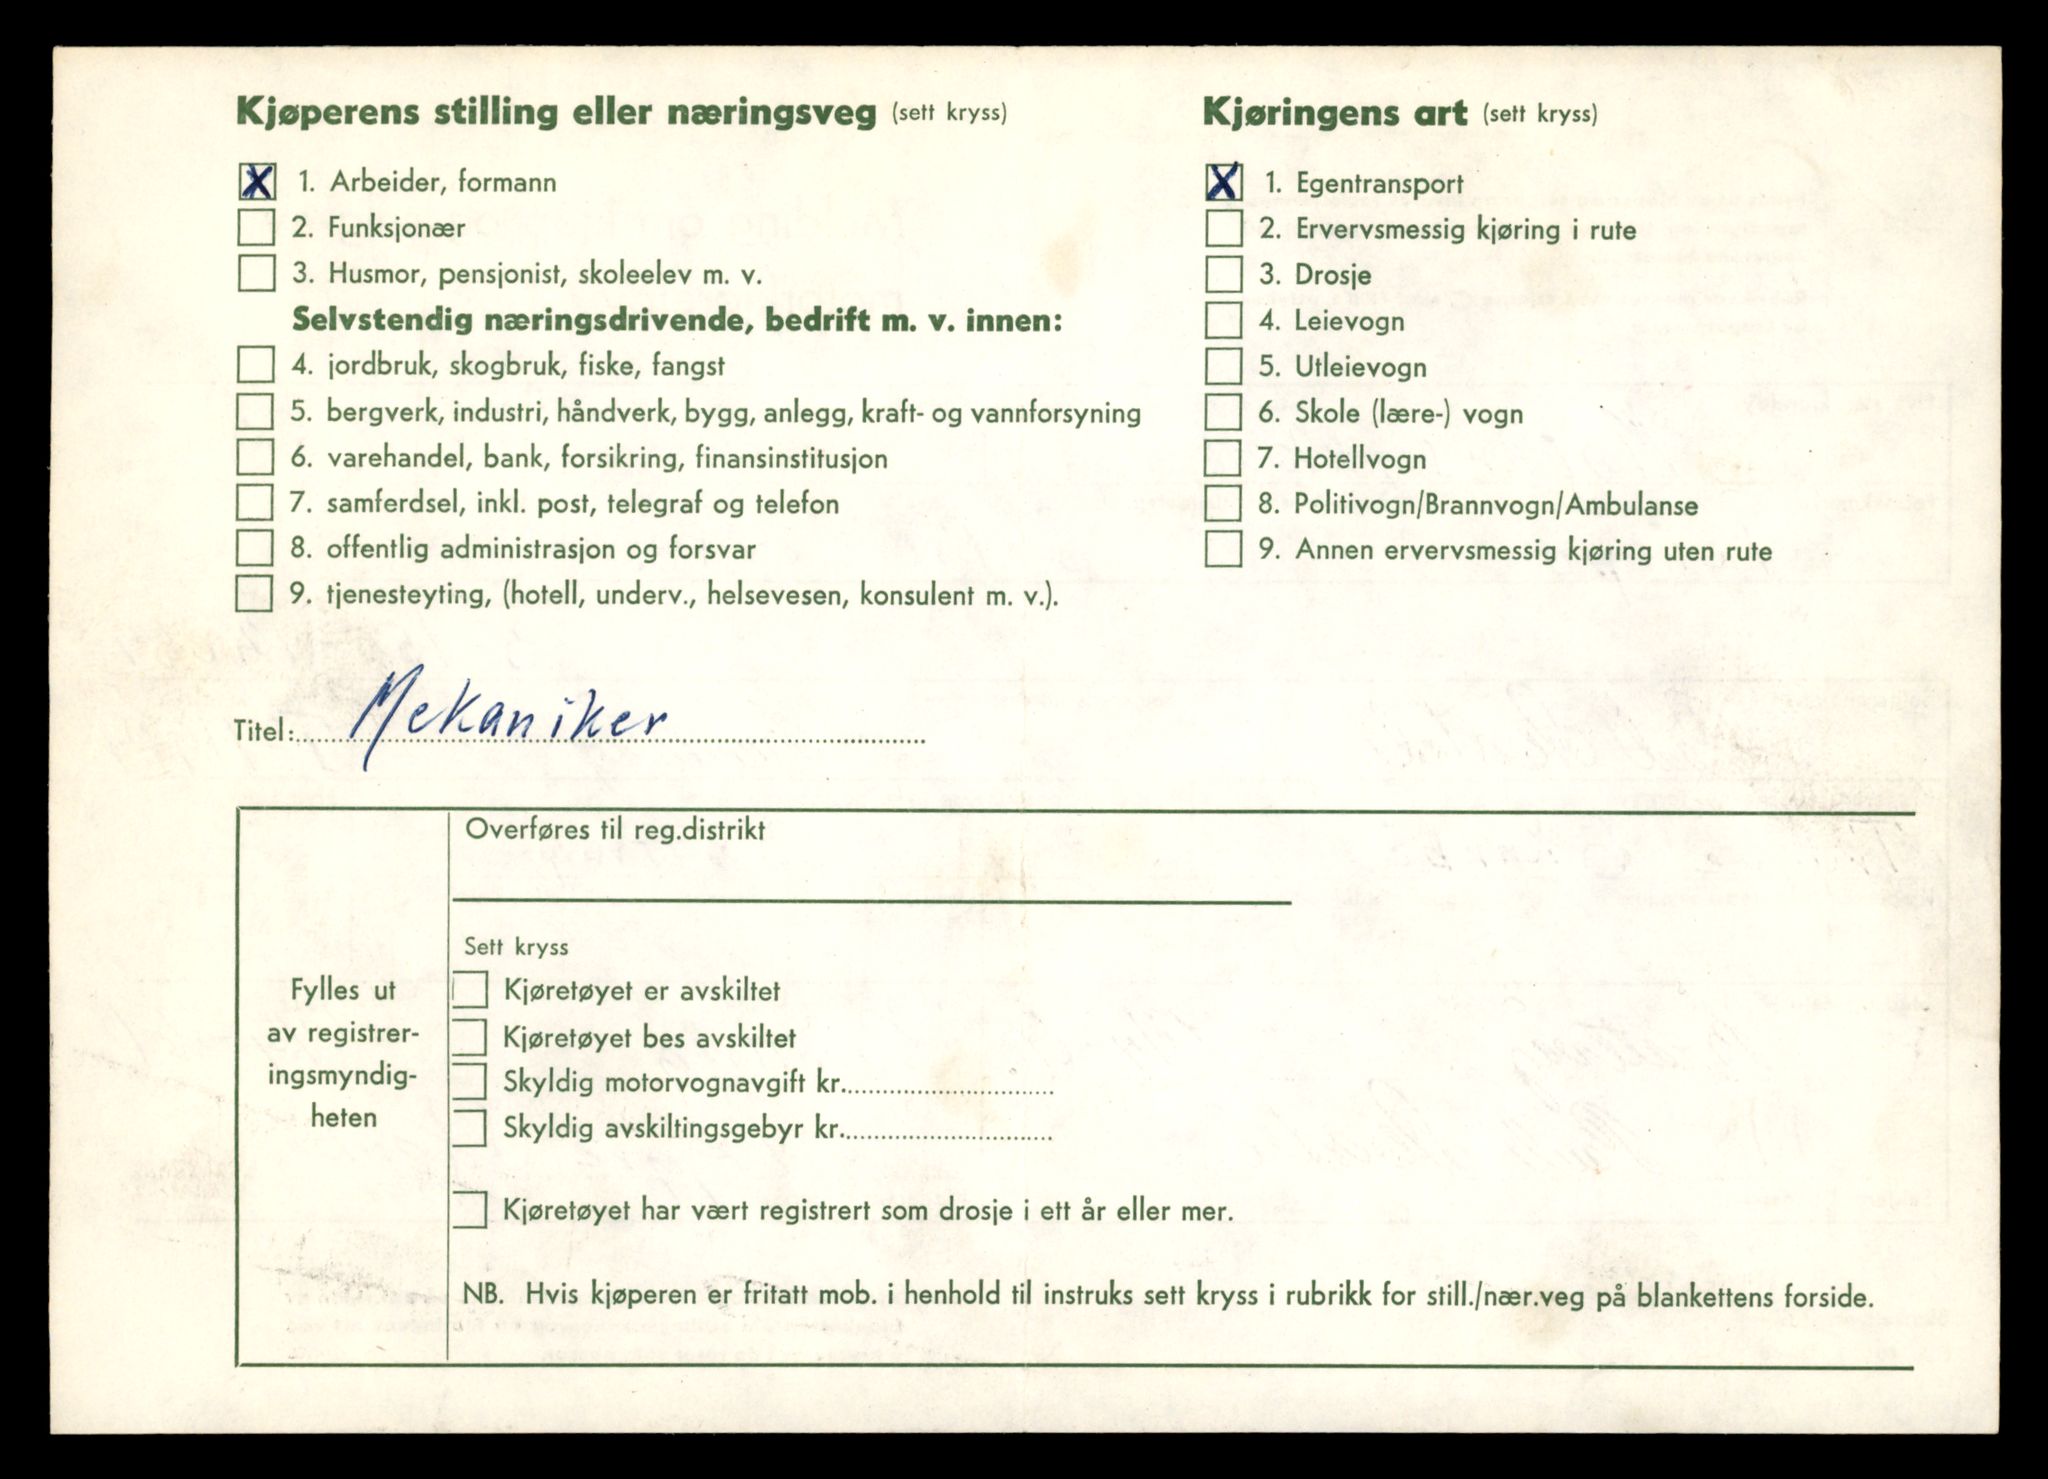 Kjøperens stilling eller næringsveg (sett kryss)
X 1. Arbeider, formann
2. Funksjonær
3. Husmor, pensjonist, skoleelev m. v.
Selvstendig næringsdrivende, bedrift m. v. innen:
4. jordbruk, skogbruk, fiske, fangst
5. bergverk, industri, håndverk, bygg, anlegg, kraft- og vannforsyning
6. varehandel, bank, forsikring, finansinstitusjon
7. samferdsel, inkl. post, telegraf og telefon
8. offentlig administrasjon og forsvar
9. tjenesteyting, (hotell, underv., helsevesen, konsulent m. v.).
Kjøringens art (sett kryss)
X 1. Egentransport
2. Ervervsmessig kjøring i rute
3. Drosje
4. Leievogn
5. Utleievogn
6. Skole (lære-) vogn
7. Hotellvogn
8. Politivogn/Brannvogn/Ambulanse
9. Annen ervervsmessig kjøring uten rute
Titel: Mekaniker
Fylles ut
av registrer-
ingsmyndig-
heten
Overføres til reg.distrikt
Sett kryss
Kjøretøyet er avskiltet
Kjøretøyet bes avskiltet
Skyldig motorvognavgift kr.
Skyldig avskiltingsgebyr kr.
Kjøretøyet har vært registrert som drosje i ett år eller mer.
NB. Hvis kjøperen er fritatt mob. i henhold til instruks sett kryss i rubrikk for still./nær.veg på blankettens forside.